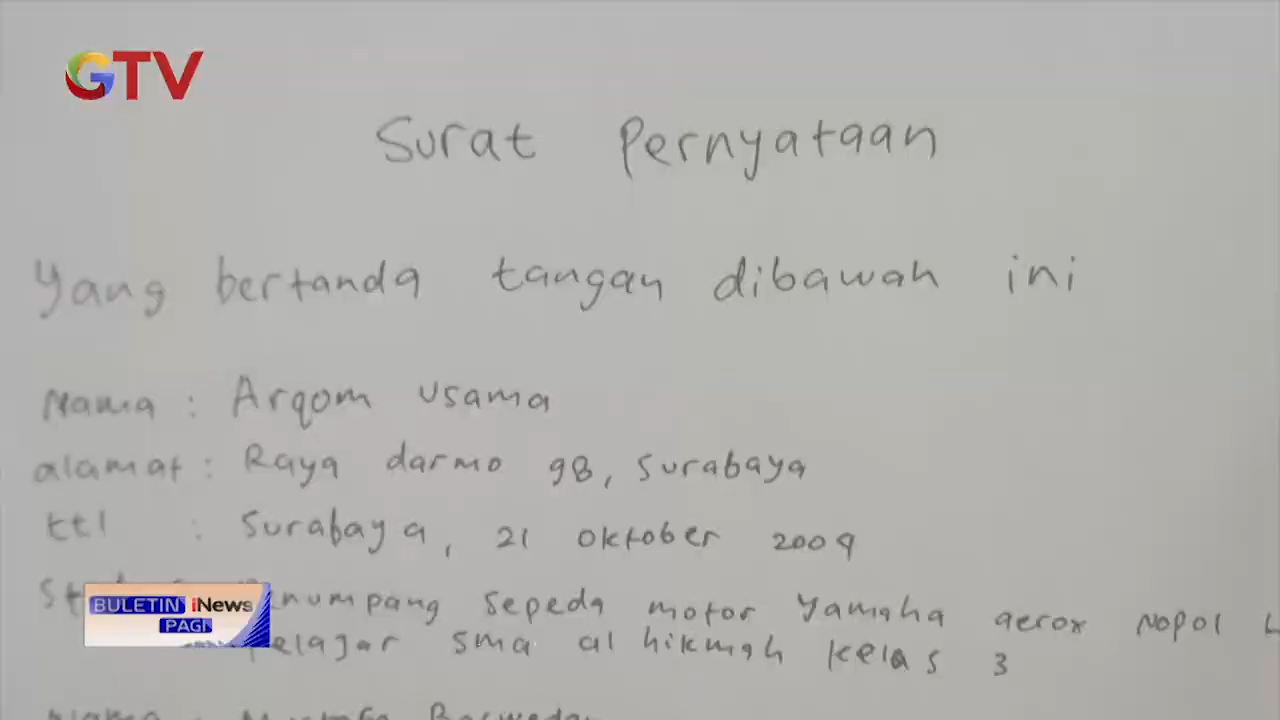 GTV
Surat Pernyataan
Yang bertanda tangan dibawah ini
Nama : Arqom Usama
alamat : Raya darmo 98, Surabaya
ttl : Surabaya, 21 Oktober 2009
sepeda motor Yamaha aerox Nopol
pelajar sma al hikmah kelas 3
BULETIN iNews
PAGI